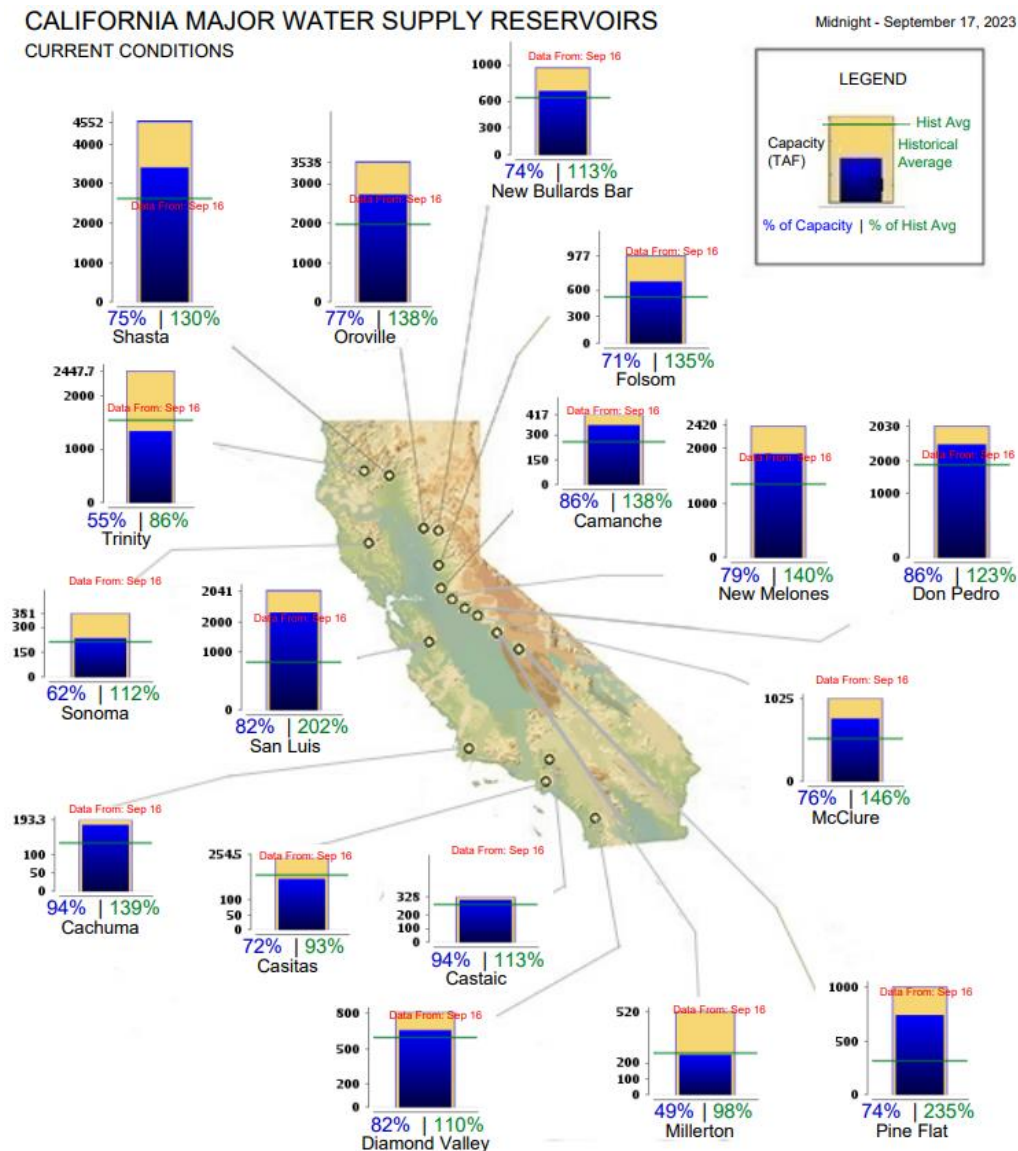 CALIFORNIA MAJOR WATER SUPPLY RESERVOIRS
Midnight - September 17, 2023
CURRENT CONDITIONS
LEGEND
Hist Avg
Capacity
(TAF)
Historical
Average
% of Capacity | % of Hist Avg
Data From: Sep 16
1000
600
300
0
74% | 113%
New Bullards Bar
4552
4000
3000
Data From: Sep 16
1000
0
75% | 130%
Shasta
3538
3000
2000
1000
0
77% | 138%
Oroville
Data From: Sep 16
977
600
300
0
71% | 135%
Folsom
2447.7
2000
Data From: Sep 16
1000
0
55% | 86%
Trinity
Data From: Sep 16
417
300
150
0
86% | 138%
Camanche
2420
2000
Data From: Sep 16
1000
0
79% | 140%
New Melones
2030
Data From: Sep 16
2000
1000
0
86% | 123%
Don Pedro
Data From: Sep 16
381
300
150
0
62% | 112%
Sonoma
2041
Data From: Sep 16
2000
1000
0
82% | 202%
San Luis
Data From: Sep 16
1025
0
76% | 146%
McClure
Data From: Sep 16
193.3
100
50
0
94% | 139%
Cachuma
254.5
Data From: Sep 16
100
50
0
72% | 93%
Casitas
Data From: Sep 16
325
200
100
0
94% | 113%
Castaic
800
Data From: Sep 16
500
200
0
82% | 110%
Diamond Valley
520
Data From: Sep 16
200
100
0
49% | 98%
Millerton
1000
Data From: Sep 16
500
0
74% | 235%
Pine Flat